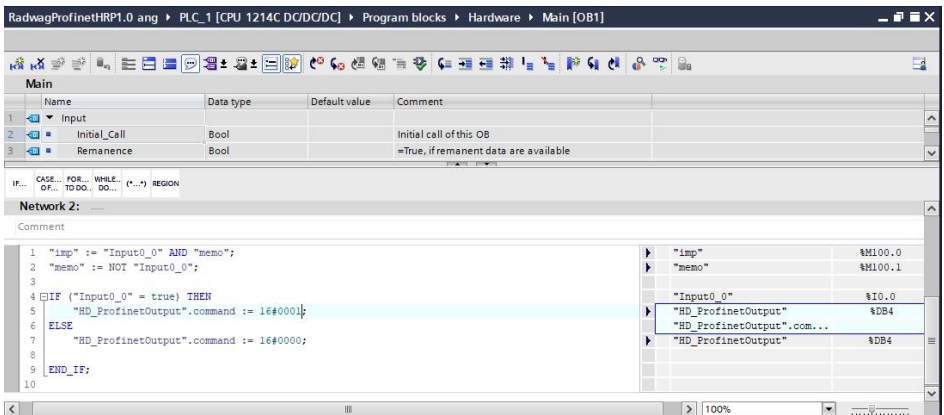 RadwagProfinetHRP1.0 ang ▸ PLC_1 [CPU 1214C DC/DC/DC] ▸ Program blocks ▸ Hardware ▸ Main [OB1]
Main
Name Data type Default value Comment
1 Input
2 Initial_Call Bool Initial call of this OB
3 Remanence Bool =True, if remanent data are available
IF... CASE... OF... FOR... TO DO.. WHILE.. DO... (*...*) REGION
Network 2: .....
Comment
1 "imp" := "Input0_0" AND "memo"; "imp" %M100.0
2 "memo" := NOT "Input0_0"; "memo" %M100.1
3
4 IF ("Input0_0" = true) THEN "Input0_0" %I0.0
5 "HD_ProfinetOutput".command := 16#0001; "HD_ProfinetOutput" %DB4
6 ELSE "HD_ProfinetOutput".com...
7 "HD_ProfinetOutput".command := 16#0000; "HD_ProfinetOutput" %DB4
8
9 END_IF;
10
100%